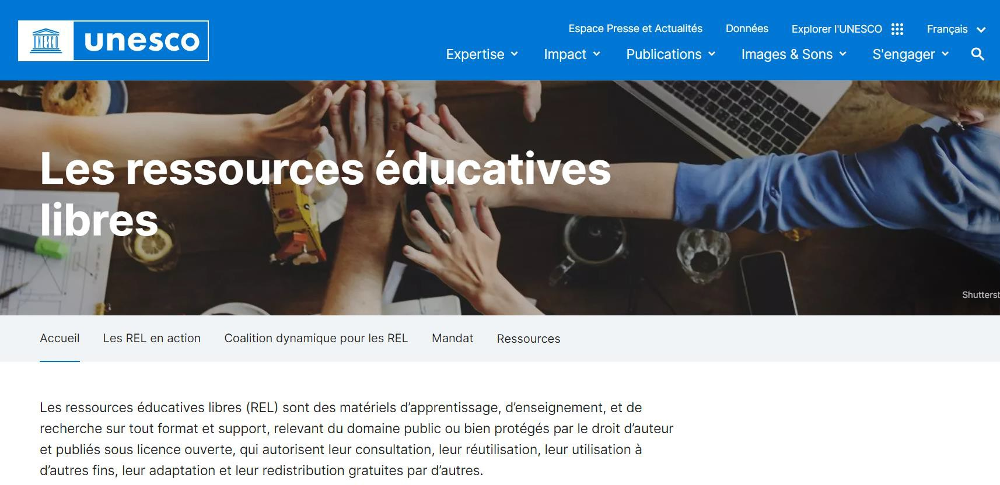 UNESCO
unesco
Espace Presse et Actualités
Données
Explorer l'UNESCO
Français
Expertise
Impact
Publications
Images & Sons
S'engager
Les ressources éducatives
libres
Shutterst
Accueil
Les REL en action
Coalition dynamique pour les REL
Mandat
Ressources
Les ressources éducatives libres (REL) sont des matériels d’apprentissage, d’enseignement, et de
recherche sur tout format et support, relevant du domaine public ou bien protégés par le droit d’auteur
et publiés sous licence ouverte, qui autorisent leur consultation, leur réutilisation, leur utilisation à
d’autres fins, leur adaptation et leur redistribution gratuites par d’autres.